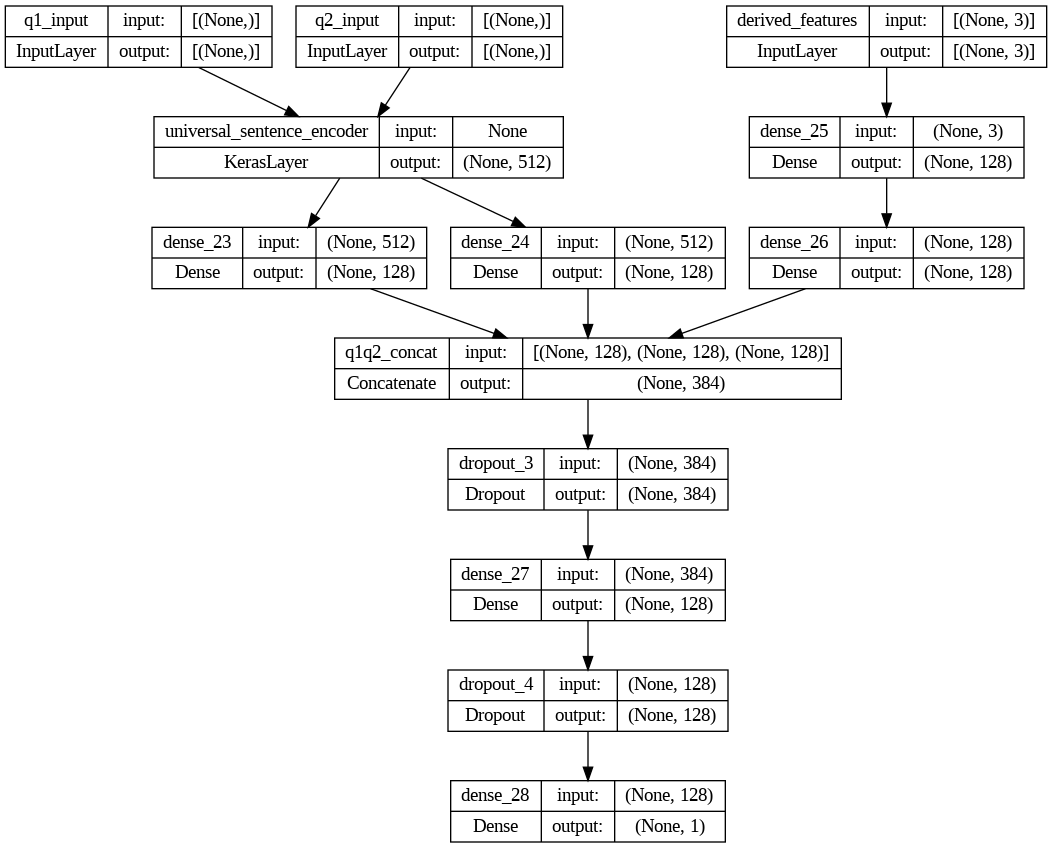 q1_input input: [(None,)]
InputLayer output: [(None,)]
q2_input input: [(None,)]
InputLayer output: [(None,)]
derived_features input: [(None, 3)]
InputLayer output: [(None, 3)]
universal_sentence_encoder input: None
KerasLayer output: (None, 512)
dense_25 input: (None, 3)
Dense output: (None, 128)
dense_23 input: (None, 512)
Dense output: (None, 128)
dense_24 input: (None, 512)
Dense output: (None, 128)
dense_26 input: (None, 128)
Dense output: (None, 128)
q1q2_concat input: [(None, 128), (None, 128), (None, 128)]
Concatenate output: (None, 384)
dropout_3 input: (None, 384)
Dropout output: (None, 384)
dense_27 input: (None, 384)
Dense output: (None, 128)
dropout_4 input: (None, 128)
Dropout output: (None, 128)
dense_28 input: (None, 128)
Dense output: (None, 1)